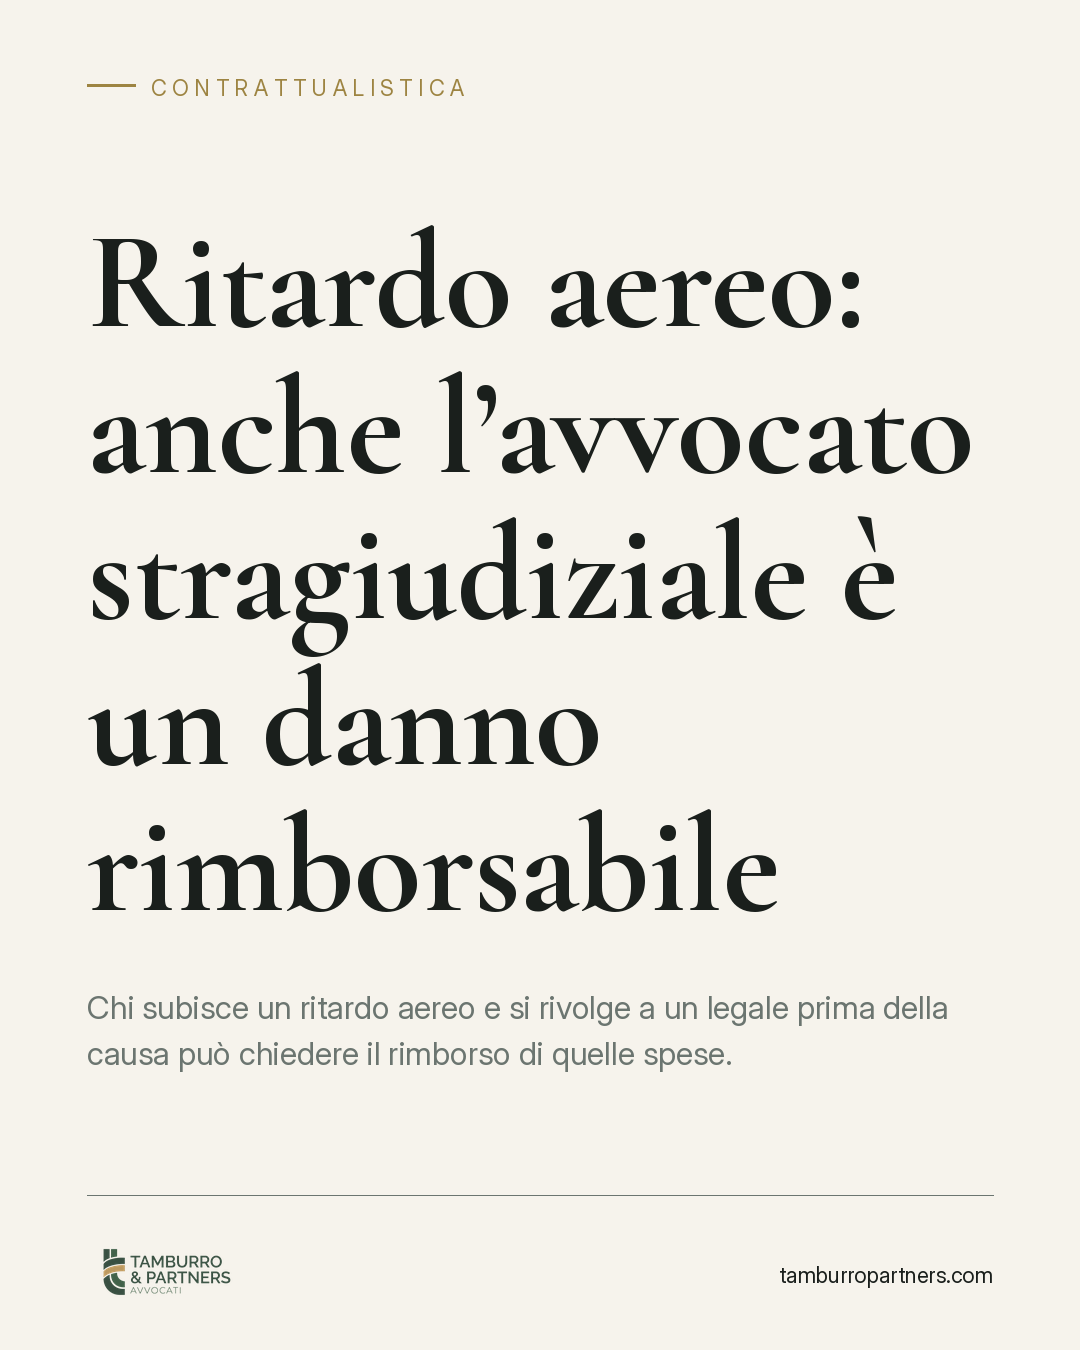 CONTRATTUALISTICA
Ritardo aereo:
anche l’avvocato
stragiudiziale è
un danno
rimborsabile
Chi subisce un ritardo aereo e si rivolge a un legale prima della
causa può chiedere il rimborso di quelle spese.
TAMBURRO
& PARTNERS
AVVOCATI
tamburropartners.com